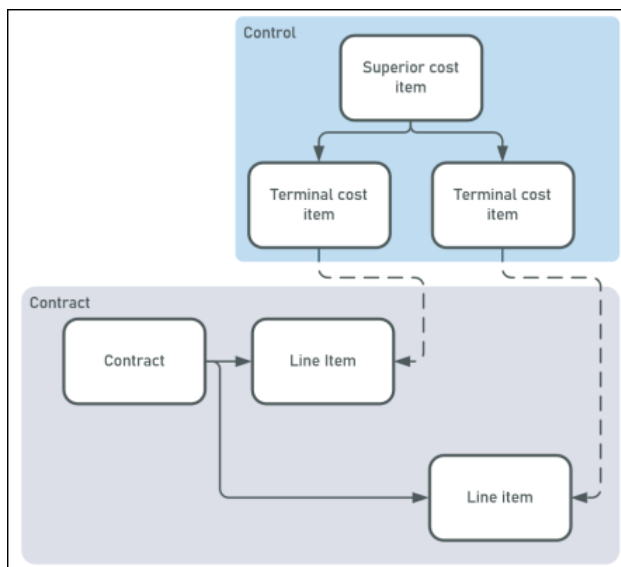 Control
Superior cost
item
Terminal cost
item
Terminal cost
item
Contract
Contract
Line Item
Line item